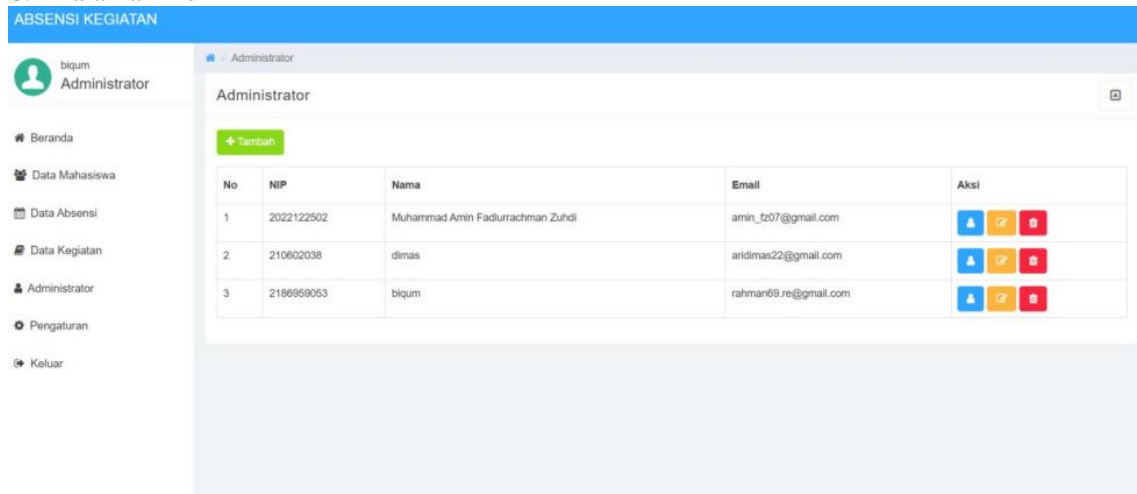 ABSENSI KEGIATAN
biqum
Administrator
/ Administrator
Administrator
Beranda
Data Mahasiswa
Data Absensi
Data Kegiatan
Administrator
Pengaturan
Keluar
+ Tambah
No NIP Nama Email Aksi
1 2022122502 Muhammad Amin Fadlurrachman Zuhdi amin_fz07@gmail.com
2 210602038 dimas aridimas22@gmail.com
3 2186959053 biqum rahman69.re@gmail.com